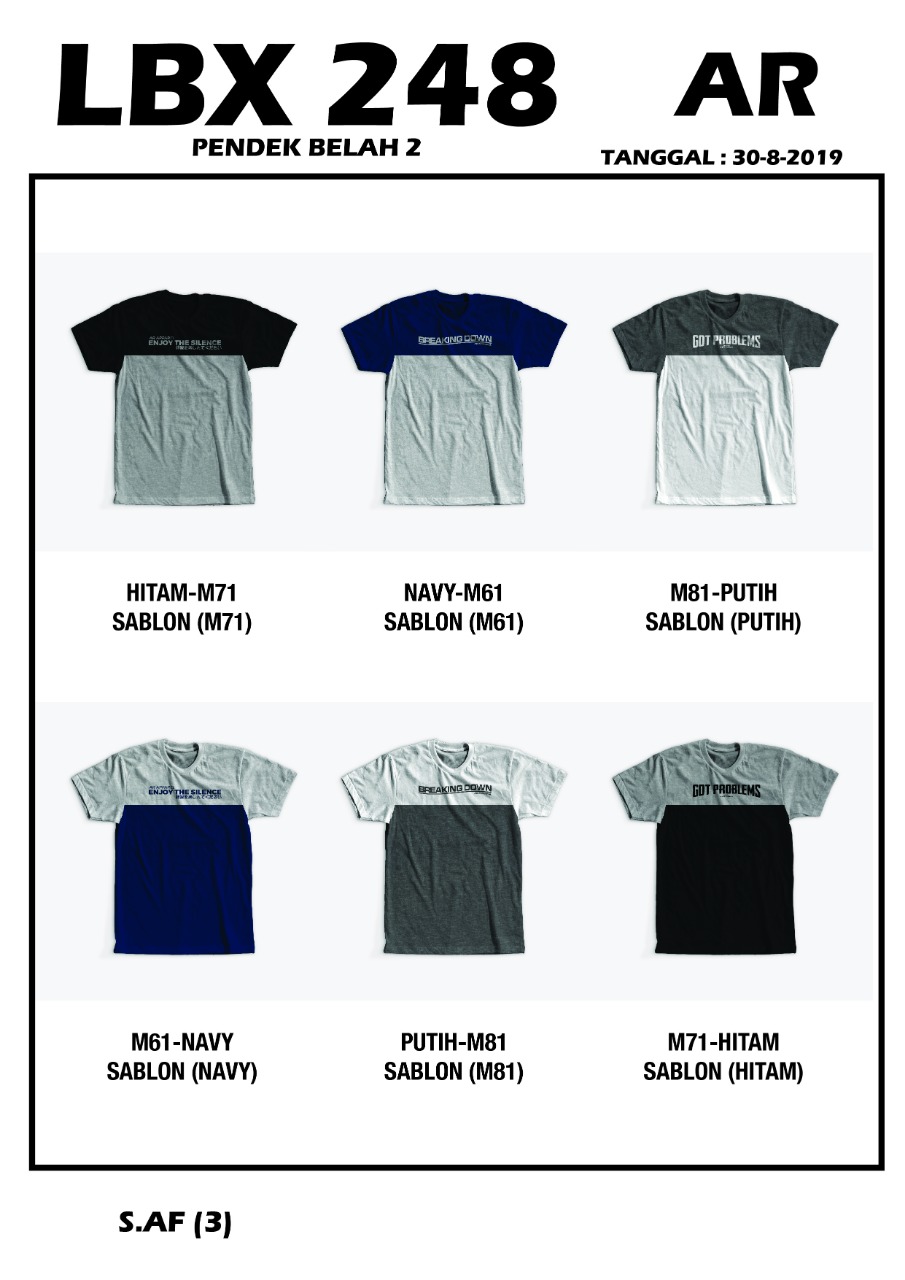 LBX 248
AR
PENDEK BELAH 2
TANGGAL : 30-8-2019
ENJOY THE SILENCE
BREAKING DOWN
GOT PROBLEMS
HITAM-M71
SABLON (M71)
NAVY-M61
SABLON (M61)
M81-PUTIH
SABLON (PUTIH)
ENJOY THE SILENCE
BREAKING DOWN
GOT PROBLEMS
M61-NAVY
SABLON (NAVY)
PUTIH-M81
SABLON (M81)
M71-HITAM
SABLON (HITAM)
S.AF (3)